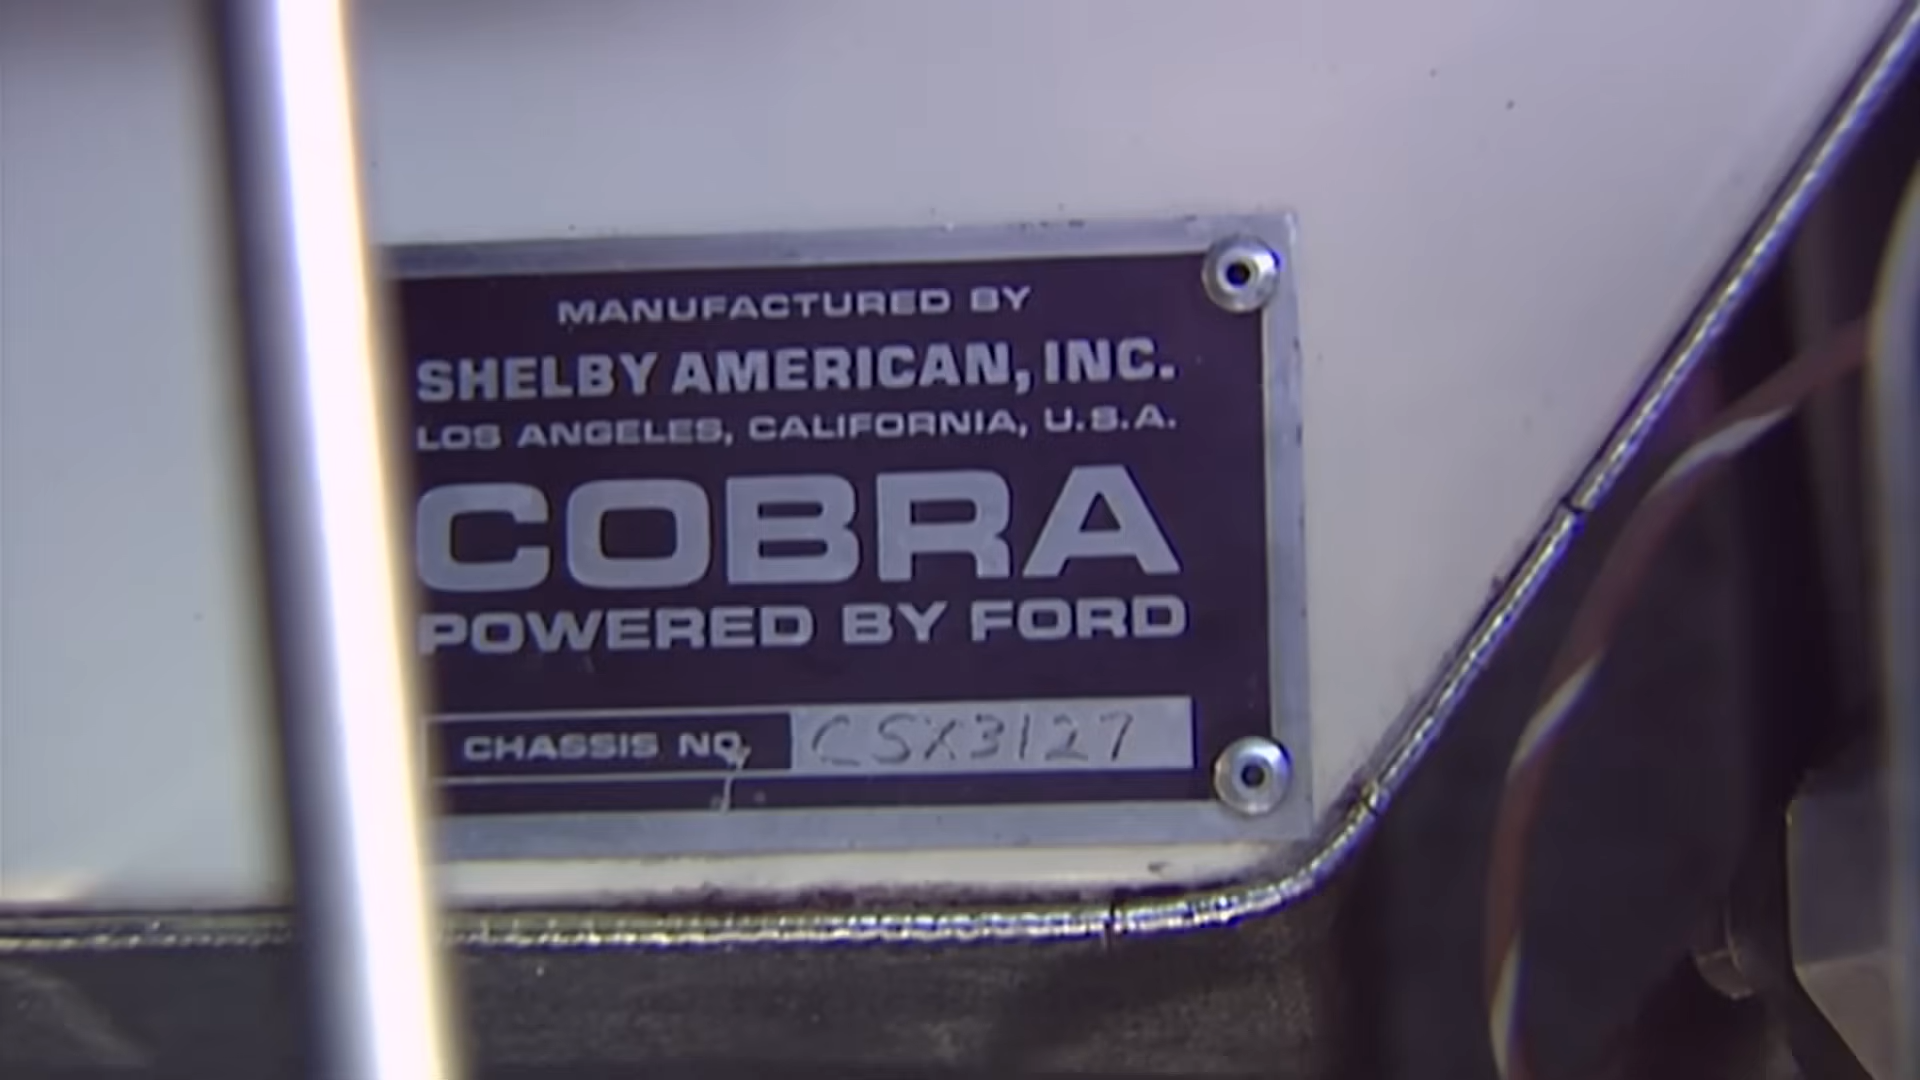 MANUFACTURED BY
SHELBY AMERICAN, INC.
LOS ANGELES, CALIFORNIA, U.S.A.
COBRA
POWERED BY FORD
CHASSIS NO. CSX3127